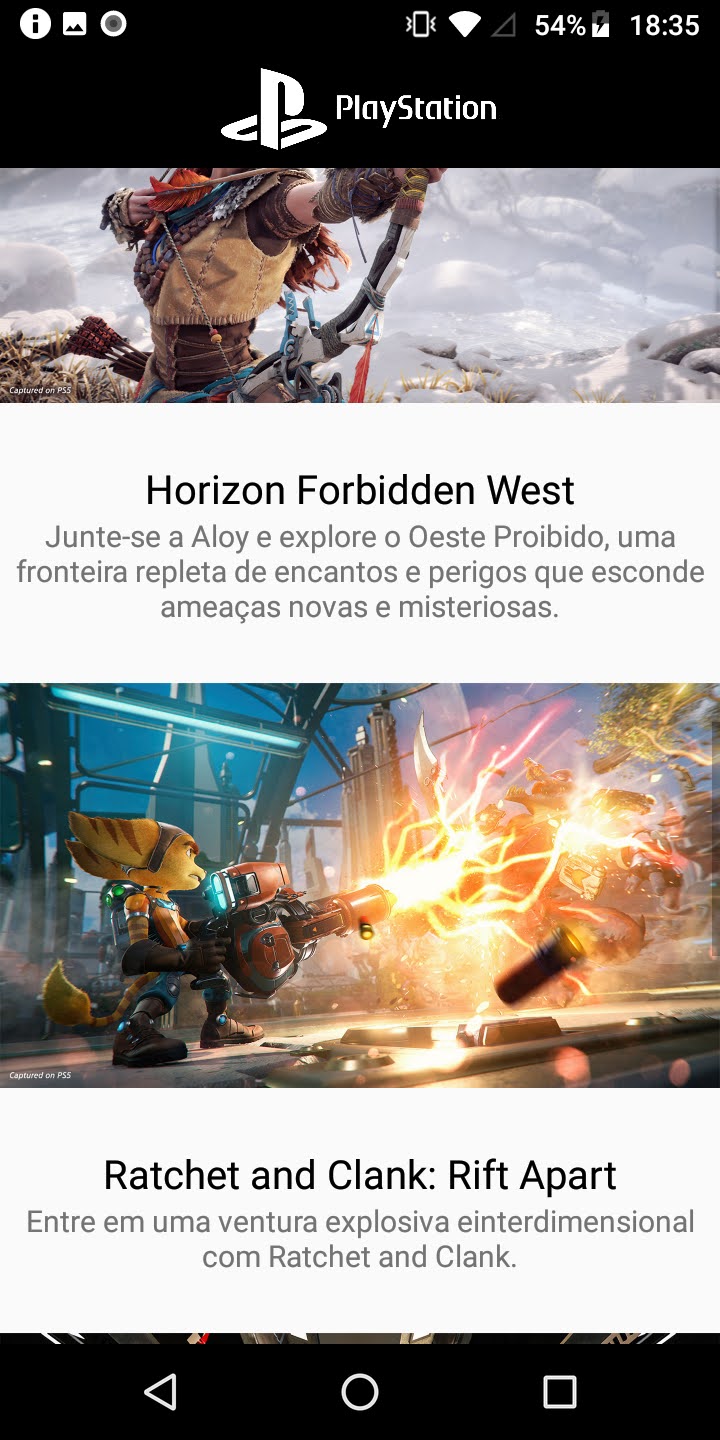 54% 18:35
PlayStation
Captured on PS5
Horizon Forbidden West
Junte-se a Aloy e explore o Oeste Proibido, uma
fronteira repleta de encantos e perigos que esconde
ameaças novas e misteriosas.
Captured on PS5
Ratchet and Clank: Rift Apart
Entre em uma ventura explosiva einterdimensional
com Ratchet and Clank.